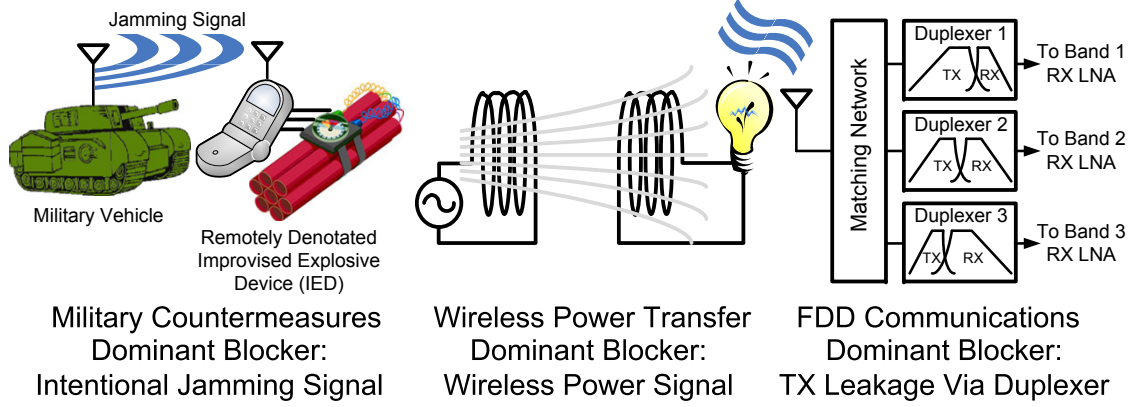 Jamming Signal
Military Vehicle
Remotely Denotated
Improvised Explosive
Device (IED)
Military Countermeasures
Dominant Blocker:
Intentional Jamming Signal
Wireless Power Transfer
Dominant Blocker:
Wireless Power Signal
Matching Network
Duplexer 1
TX
RX
To Band 1
RX LNA
Duplexer 2
TX
RX
To Band 2
RX LNA
Duplexer 3
TX
RX
To Band 3
RX LNA
FDD Communications
Dominant Blocker:
TX Leakage Via Duplexer